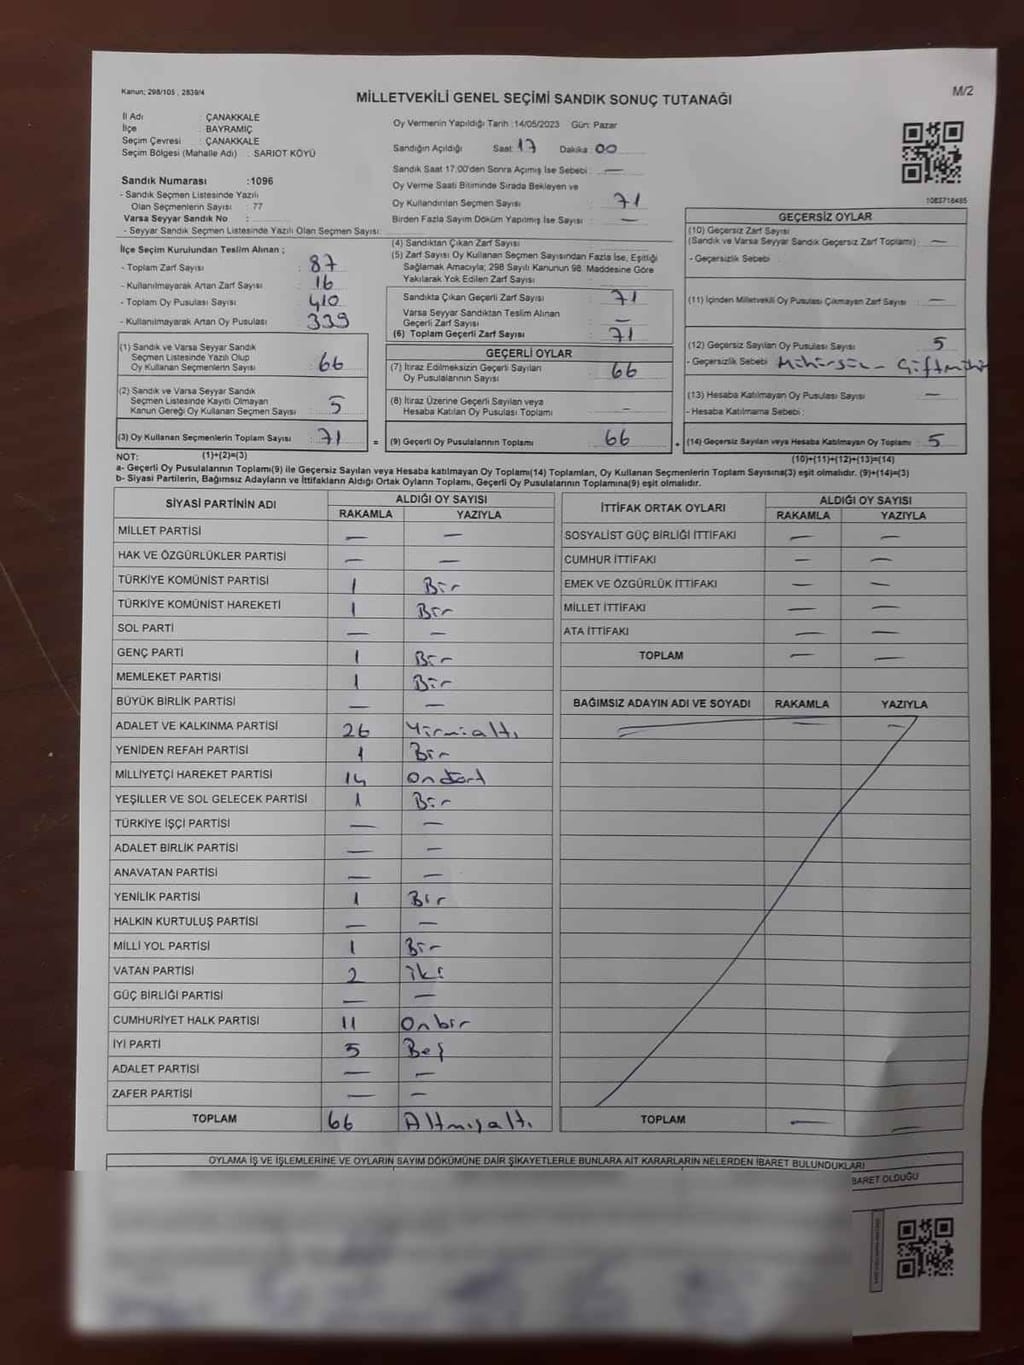 Kanun; 298/105 , 2839/4
MİLLETVEKİLİ GENEL SEÇİMİ SANDIK SONUÇ TUTANAĞI
M/2
İl Adı : ÇANAKKALE
İlçe : BAYRAMIÇ
Seçim Çevresi : ÇANAKKALE
Seçim Bölgesi (Mahalle Adı) : SARIOT KÖYÜ
Sandık Numarası :1096
- Sandık Seçmen Listesinde Yazılı
Olan Seçmenlerin Sayısı : 77
Varsa Seyyar Sandık No :
- Seyyar Sandık Seçmen Listesinde Yazılı Olan Seçmen Sayısı:
Oy Vermenin Yapıldığı Tarih :14/05/2023 Gün: Pazar
Sandığın Açıldığı Saat: 17 Dakika: 00
Sandık Saat 17:00'den Sonra Açımış İse Sebebi : —
Oy Verme Saati Bitiminde Sırada Bekleyen ve
Oy Kullandırılan Seçmen Sayısı : 71
Birden Fazla Sayım Döküm Yapılmış İse Sayısı : —
1083718485
İlçe Seçim Kurulundan Teslim Alınan ;
- Toplam Zarf Sayısı : 87
- Kullanılmayarak Artan Zarf Sayısı : 16
- Toplam Oy Pusulası Sayısı : 410
- Kullanılmayarak Artan Oy Pusulası : 339
(1) Sandık ve Varsa Seyyar Sandık
Seçmen Listesinde Yazılı Olup
Oy Kullanan Seçmenlerin Sayısı : 66
(2) Sandık ve Varsa Seyyar Sandık
Seçmen Listesinde Kayıtlı Olmayan
Kanun Gereği Oy Kullanan Seçmen Sayısı : 5
(3) Oy Kullanan Seçmenlerin Toplam Sayısı : 71 =
(4) Sandıktan Çıkan Zarf Sayısı :
(5) Zarf Sayısı Oy Kullanan Seçmen Sayısından Fazla İse, Eşitliği
Sağlamak Amacıyla; 298 Sayılı Kanunun 98. Maddesine Göre
Yakılarak Yok Edilen Zarf Sayısı :
Sandıkta Çıkan Geçerli Zarf Sayısı : 71
Varsa Seyyar Sandıktan Teslim Alınan
Geçerli Zarf Sayısı : —
(6) Toplam Geçerli Zarf Sayısı : 71
GEÇERLİ OYLAR
(7) İtiraz Edilmeksizin Geçerli Sayılan
Oy Pusulalarının Sayısı : 66
(8) İtiraz Üzerine Geçerli Sayılan veya
Hesaba Katılan Oy Pusulası Toplamı : —
(9) Geçerli Oy Pusulalarının Toplamı : 66
GEÇERSİZ OYLAR
(10) Geçersiz Zarf Sayısı
(Sandık ve Varsa Seyyar Sandık Geçersiz Zarf Toplamı) : —
- Geçersizlik Sebebi :
(11) İçinden Milletvekili Oy Pusulası Çıkmayan Zarf Sayısı : —
(12) Geçersiz Sayılan Oy Pusulası Sayısı : 5
- Geçersizlik Sebebi :
(13) Hesaba Katılmayan Oy Pusulası Sayısı : —
- Hesaba Katılmama Sebebi :
(14) Geçersiz Sayılan veya Hesaba Katılmayan Oy Toplamı : 5
NOT: (1)+(2)=(3)
(10)+(11)+(12)+(13)=(14)
a- Geçerli Oy Pusulalarının Toplamı(9) ile Geçersiz Sayılan veya Hesaba katılmayan Oy Toplamı(14) Toplamları, Oy Kullanan Seçmenlerin Toplam Sayısına(3) eşit olmalıdır. (9)+(14)=(3)
b- Siyasi Partilerin, Bağımsız Adayların ve İttifakların Aldığı Ortak Oyların Toplamı, Geçerli Oy Pusulalarının Toplamına(9) eşit olmalıdır.
SİYASİ PARTİNİN ADI ALDIĞI OY SAYISI
RAKAMLA YAZIYLA
MİLLET PARTİSİ — —
HAK VE ÖZGÜRLÜKLER PARTİSİ — —
TÜRKİYE KOMÜNİST PARTİSİ 1 Bir
TÜRKİYE KOMÜNİST HAREKETİ 1 Bir
SOL PARTİ — —
GENÇ PARTİ 1 Bir
MEMLEKET PARTİSİ 1 Bir
BÜYÜK BİRLİK PARTİSİ — —
ADALET VE KALKINMA PARTİSİ 26 Yirmialtı
YENİDEN REFAH PARTİSİ 1 Bir
MİLLİYETÇİ HAREKET PARTİSİ 14 Ondört
YEŞİLLER VE SOL GELECEK PARTİSİ 1 Bir
TÜRKİYE İŞÇİ PARTİSİ — —
ADALET BİRLİK PARTİSİ — —
ANAVATAN PARTİSİ — —
YENİLİK PARTİSİ 1 Bir
HALKIN KURTULUŞ PARTİSİ — —
MİLLİ YOL PARTİSİ 1 Bir
VATAN PARTİSİ 2 iki
GÜÇ BİRLİĞİ PARTİSİ — —
CUMHURİYET HALK PARTİSİ 11 Onbir
İYİ PARTİ 5 Beş
ADALET PARTİSİ — —
ZAFER PARTİSİ — —
TOPLAM 66 Altmışaltı
İTTİFAK ORTAK OYLARI ALDIĞI OY SAYISI
RAKAMLA YAZIYLA
SOSYALİST GÜÇ BİRLİĞİ İTTİFAKI — —
CUMHUR İTTİFAKI — —
EMEK VE ÖZGÜRLÜK İTTİFAKI — —
MİLLET İTTİFAKI — —
ATA İTTİFAKI — —
TOPLAM — —
BAĞIMSIZ ADAYIN ADI VE SOYADI RAKAMLA YAZIYLA
— —
TOPLAM — —
OYLAMA İŞ VE İŞLEMLERİNE VE OYLARIN SAYIM DÖKÜMÜNE DAİR ŞİKAYETLERLE BUNLARA AİT KARARLARIN NELERDEN İBARET BULUNDUKLARI
BARET OLDUĞU